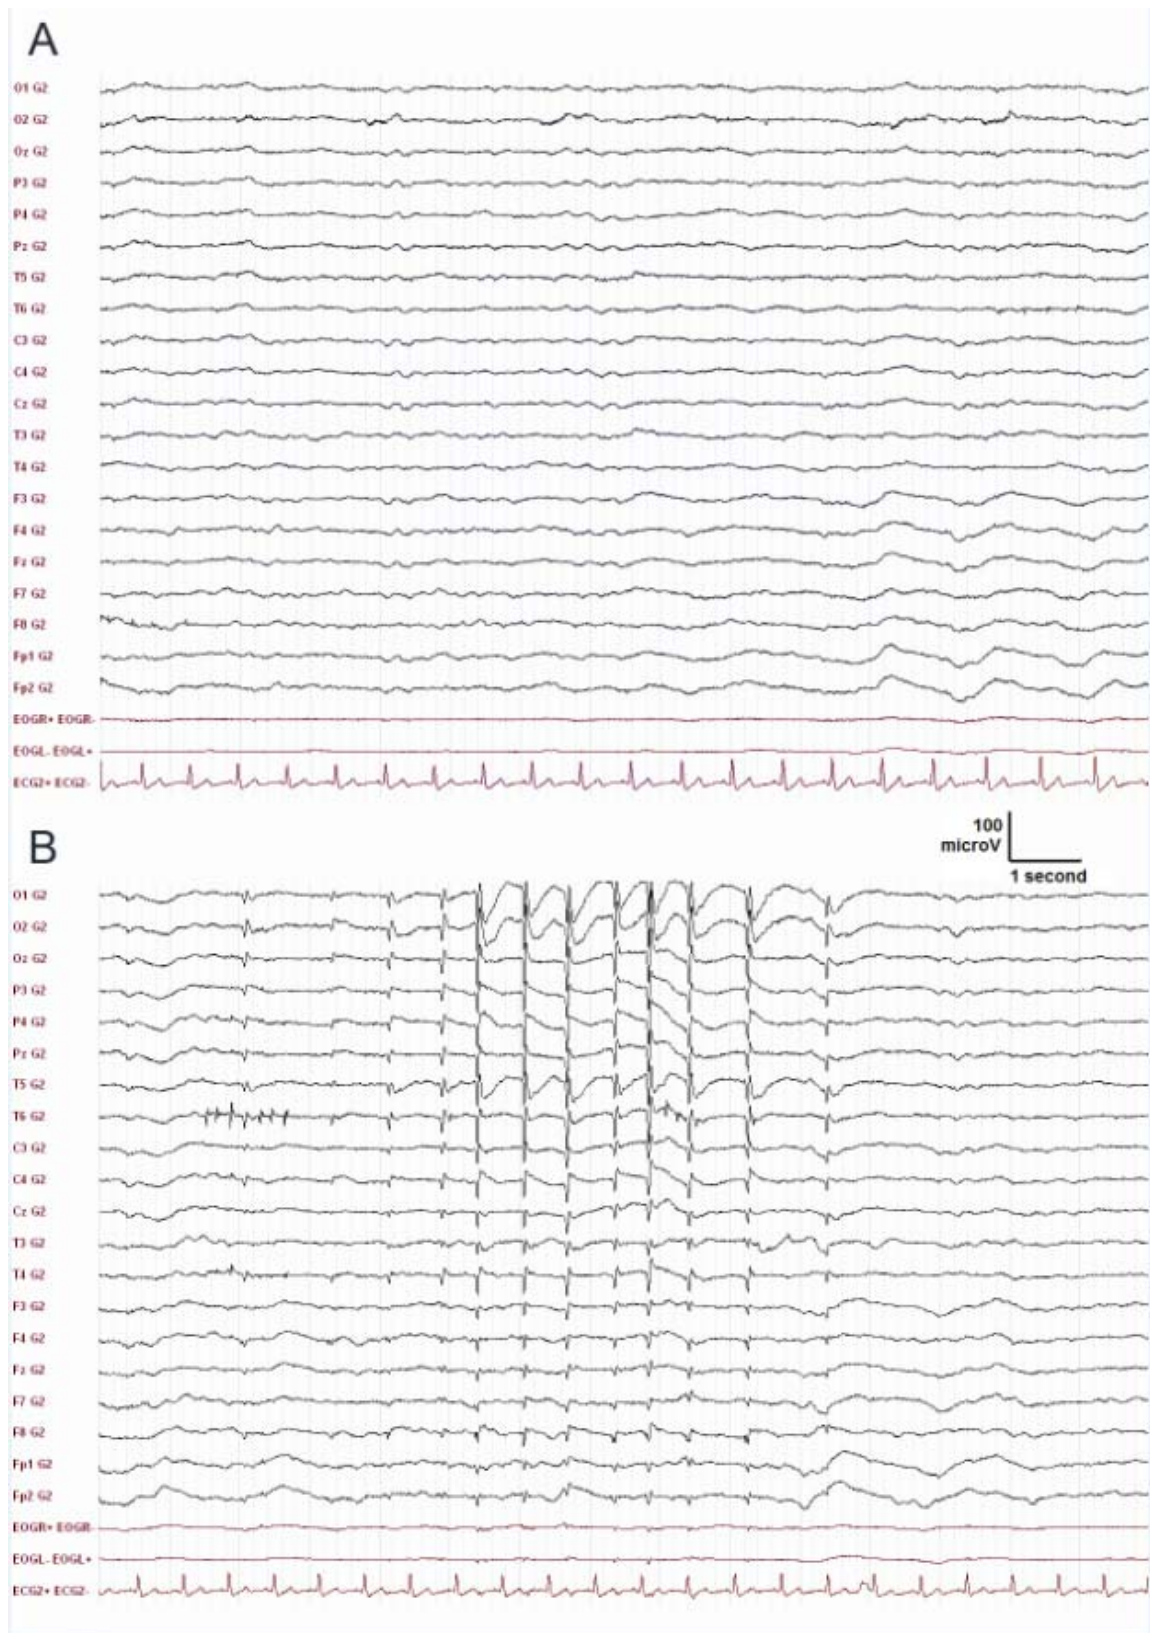 A
O1 G2
O2 G2
Oz G2
P3 G2
P4 G2
Pz G2
T5 G2
T6 G2
C3 G2
C4 G2
Cz G2
T3 G2
T4 G2
F3 G2
F4 G2
Fz G2
F7 G2
F8 G2
Fp1 G2
Fp2 G2
EOGR+ EOGR-
EOGL- EOGL+
ECG2+ ECG2-
100
microV
1 second
B
O1 G2
O2 G2
Oz G2
P3 G2
P4 G2
Pz G2
T5 G2
T6 G2
C3 G2
C4 G2
Cz G2
T3 G2
T4 G2
F3 G2
F4 G2
Fz G2
F7 G2
F8 G2
Fp1 G2
Fp2 G2
EOGR+ EOGR-
EOGL- EOGL+
ECG2+ ECG2-